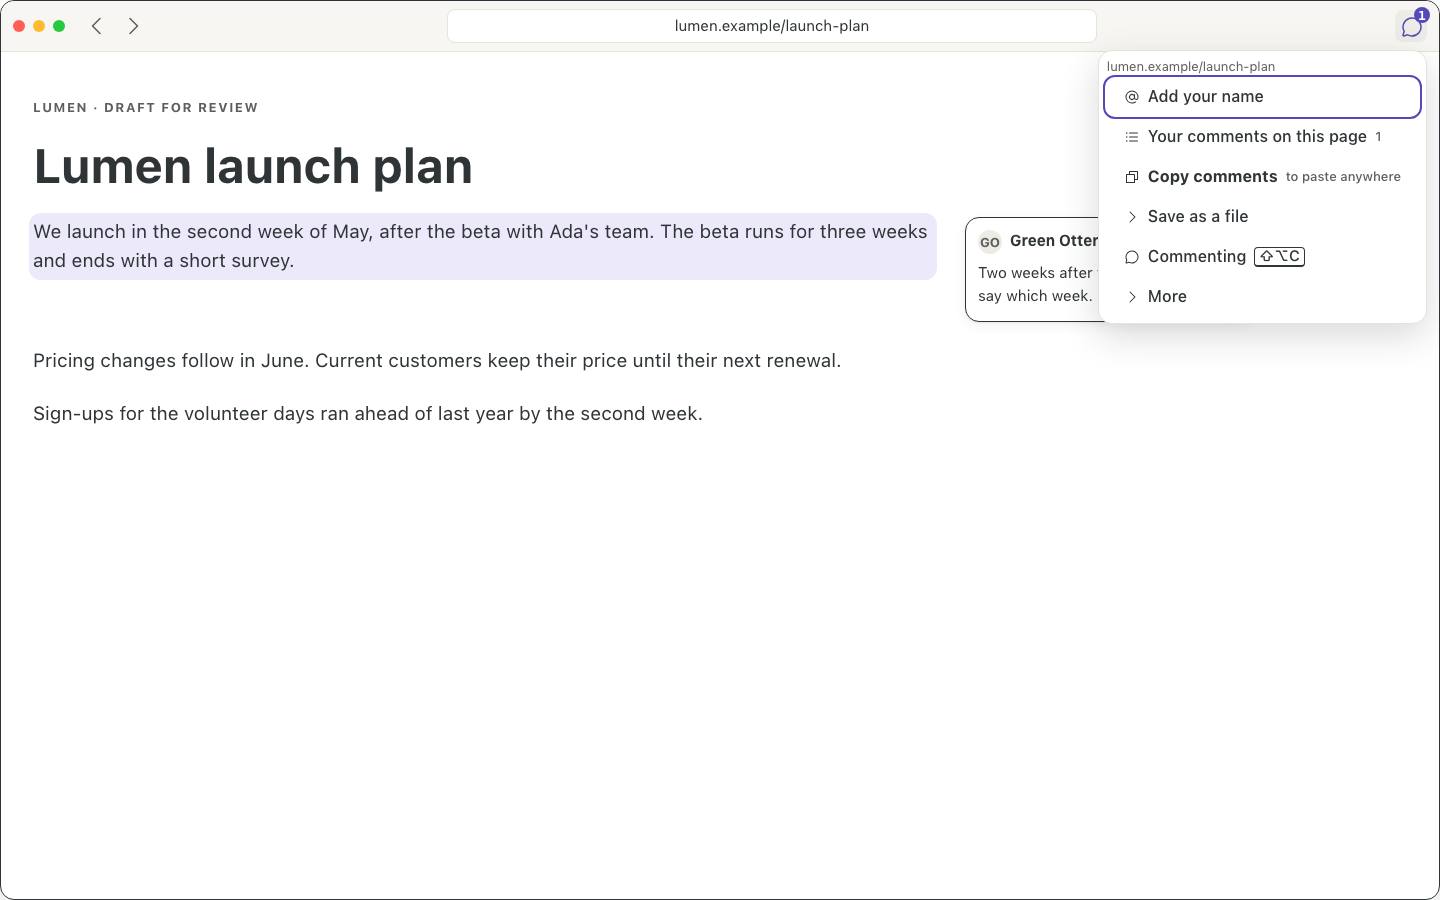 lumen.example/launch-plan
1
lumen.example/launch-plan
@ Add your name
Your comments on this page 1
Copy comments to paste anywhere
Save as a file
Commenting ⇧⌥C
More
LUMEN · DRAFT FOR REVIEW
Lumen launch plan
We launch in the second week of May, after the beta with Ada's team. The beta runs for three weeks
and ends with a short survey.
GO Green Otter
Two weeks after
say which week.
Pricing changes follow in June. Current customers keep their price until their next renewal.
Sign-ups for the volunteer days ran ahead of last year by the second week.